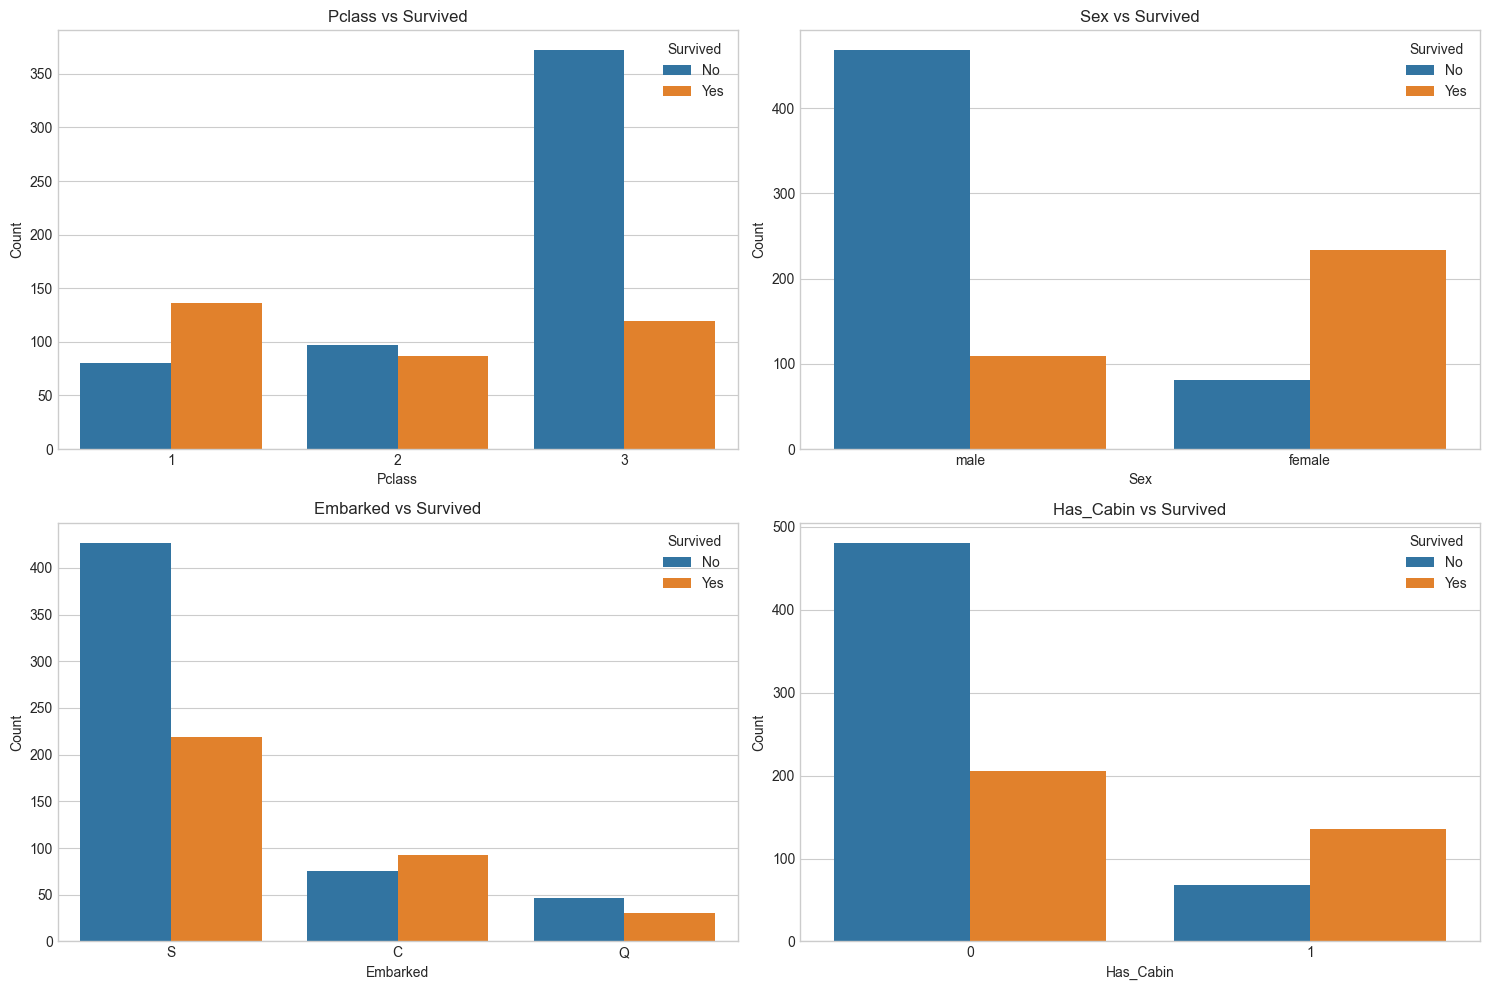 Pclass vs Survived
350
300
250
200
150
100
50
0
Count
1 2 3
Pclass
Survived
No
Yes
Sex vs Survived
400
300
200
100
0
Count
male female
Sex
Survived
No
Yes
Embarked vs Survived
400
350
300
250
200
150
100
50
0
Count
S C Q
Embarked
Survived
No
Yes
Has_Cabin vs Survived
500
400
300
200
100
0
Count
0 1
Has_Cabin
Survived
No
Yes